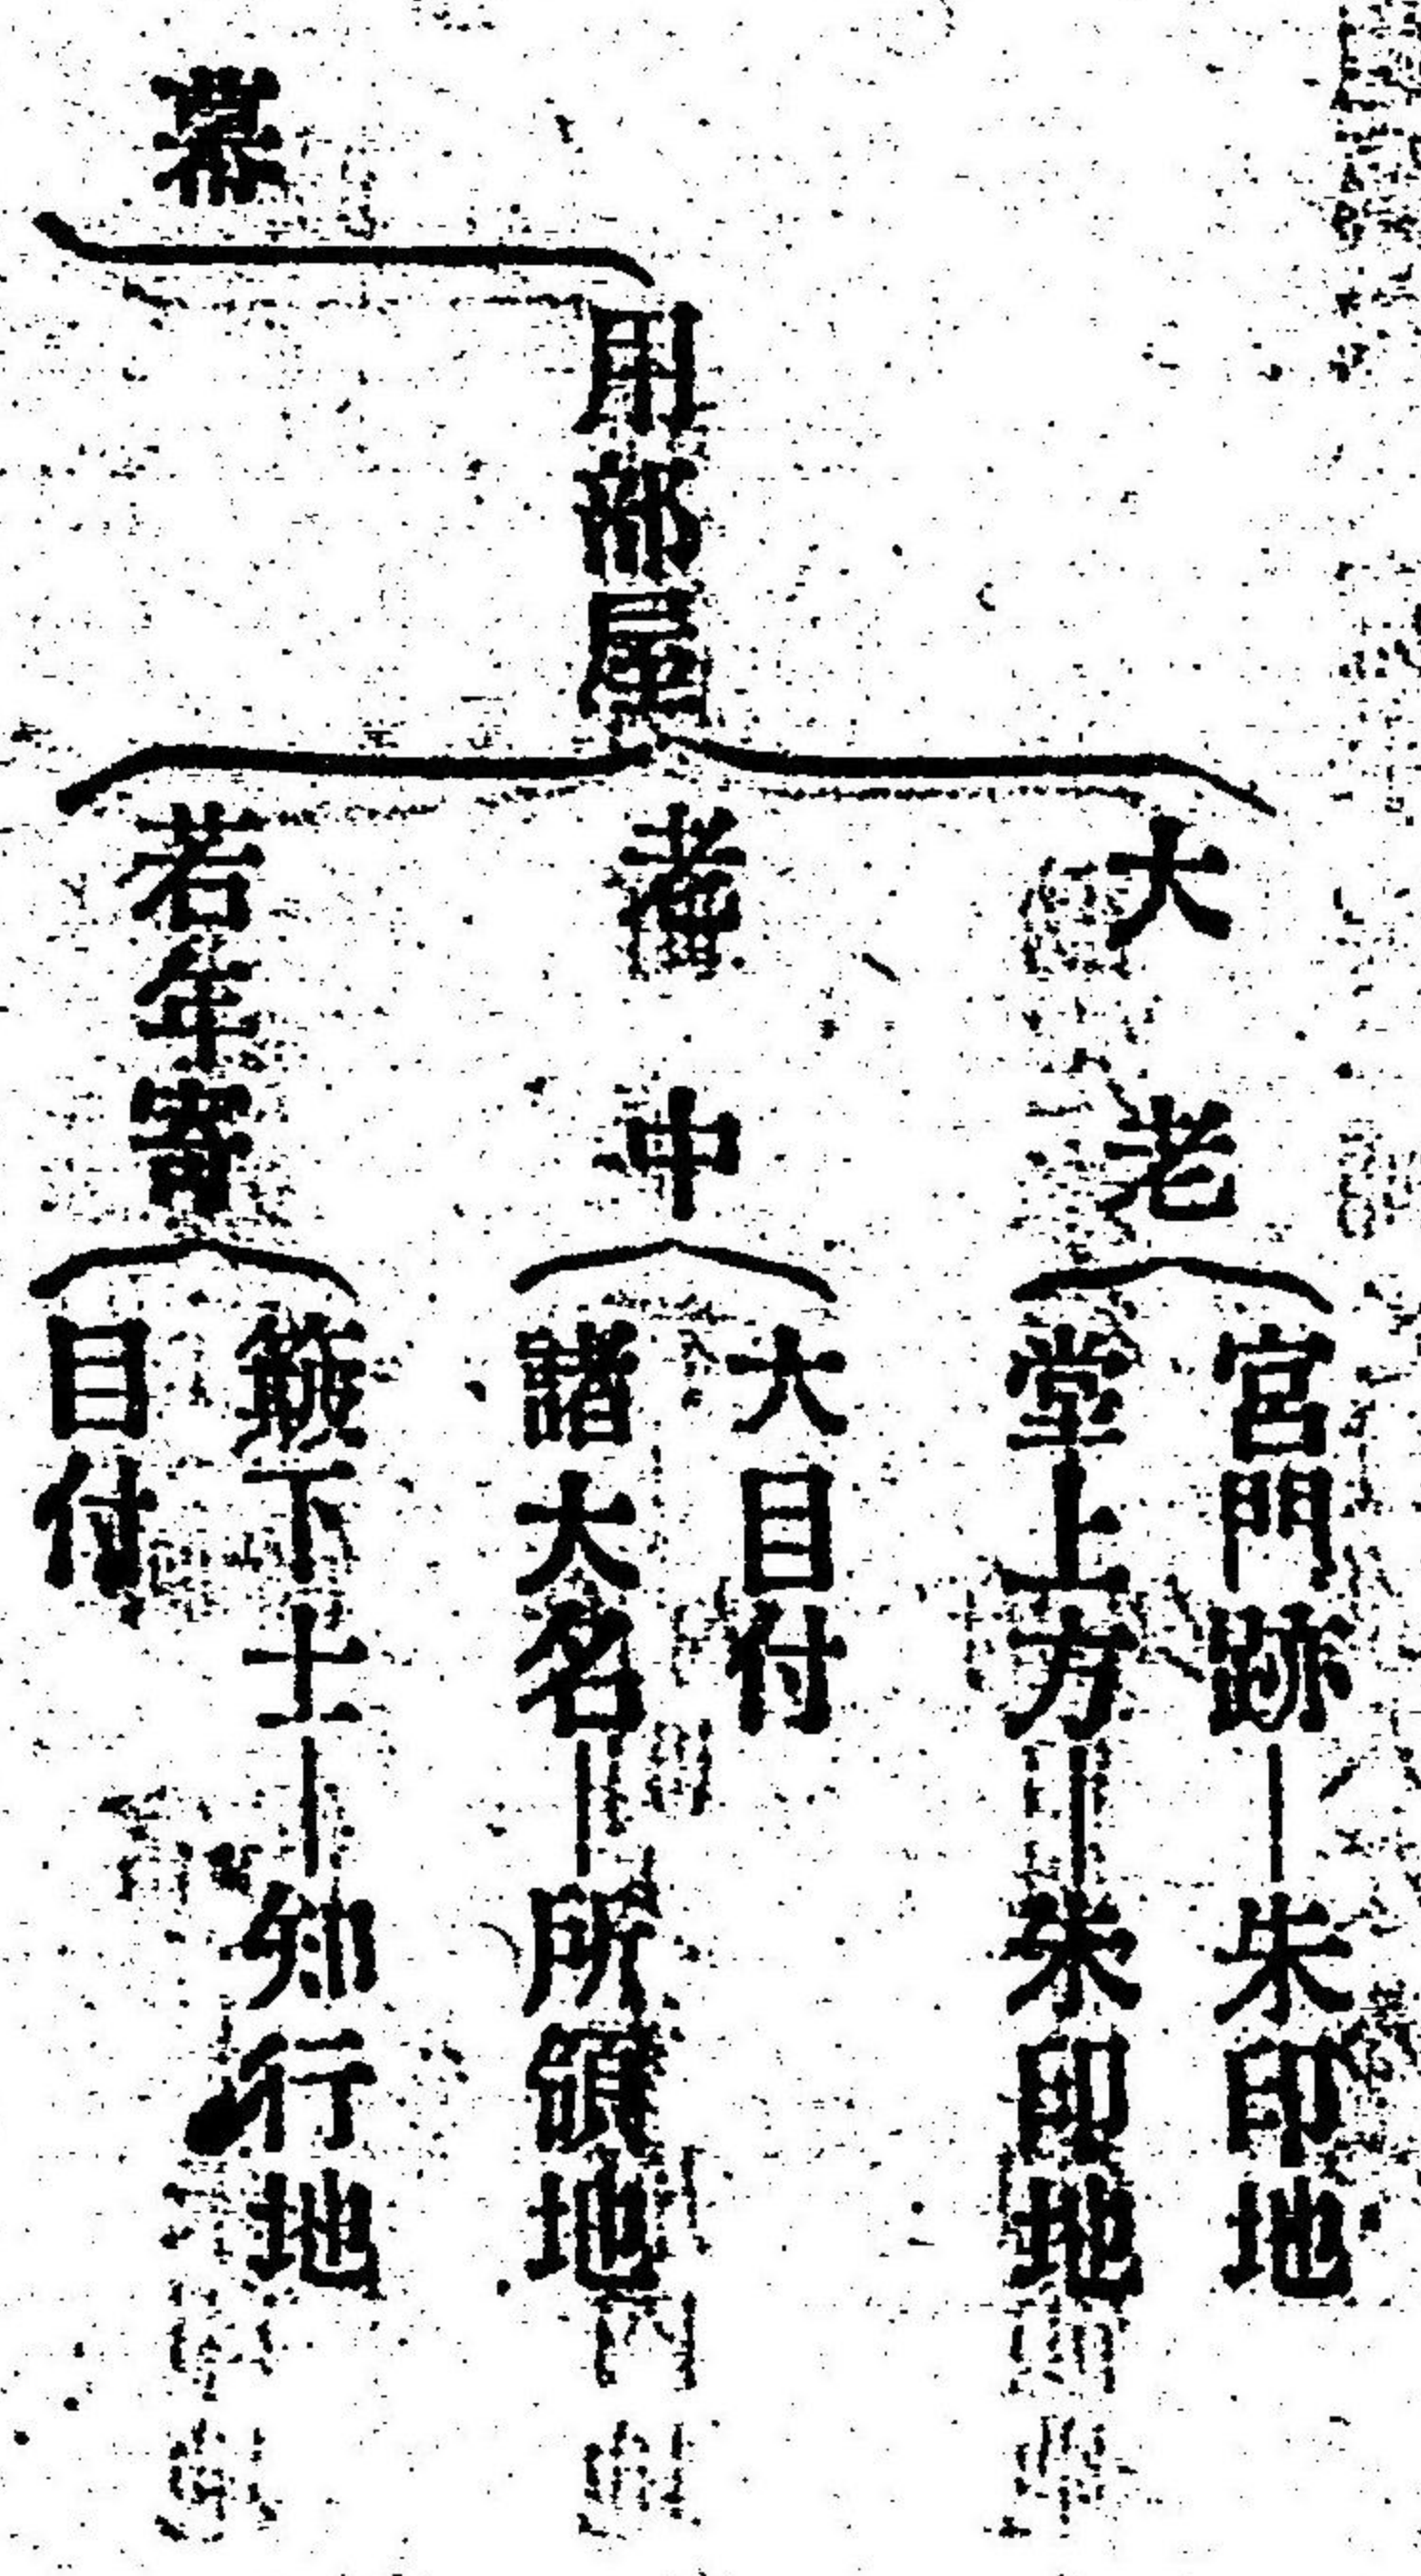 幕
用部屋
大老
宮門跡―朱印地
堂上方―朱印地
老中
大目付
諸大名―所領地
若年寄
簱下士―知行地
目付